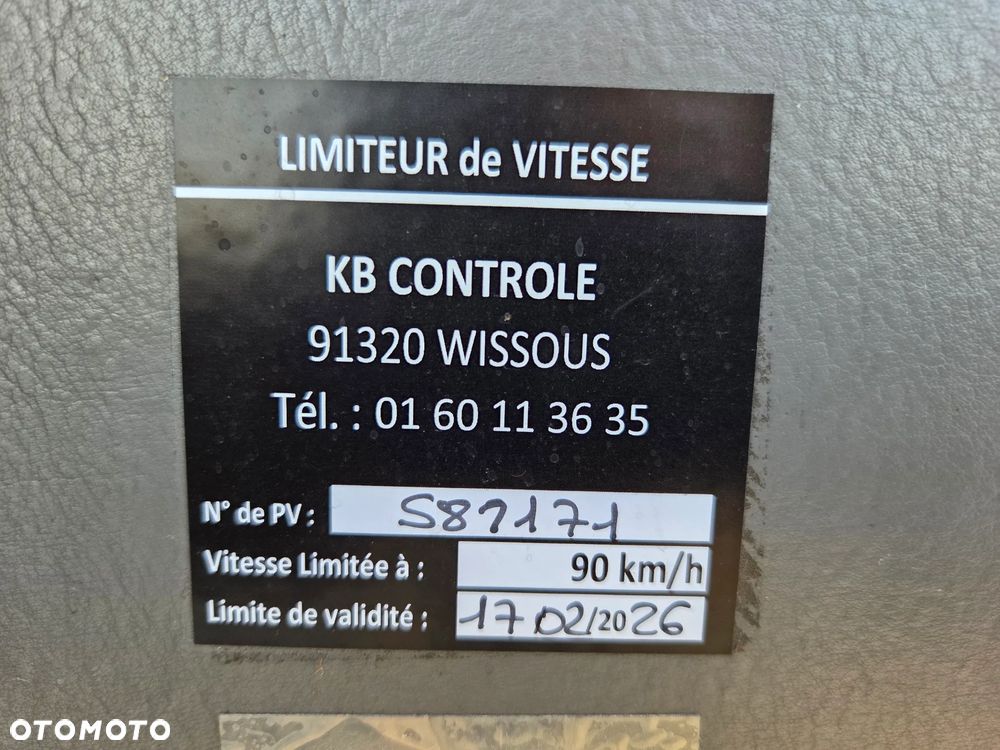 LIMITEUR de VITESSE
KB CONTROLE
91320 WISSOUS
Tél. : 01 60 11 36 35
N° de PV : S87171
Vitesse Limitée à : 90 km/h
Limite de validité : 17 02/2026
OTOMOTO